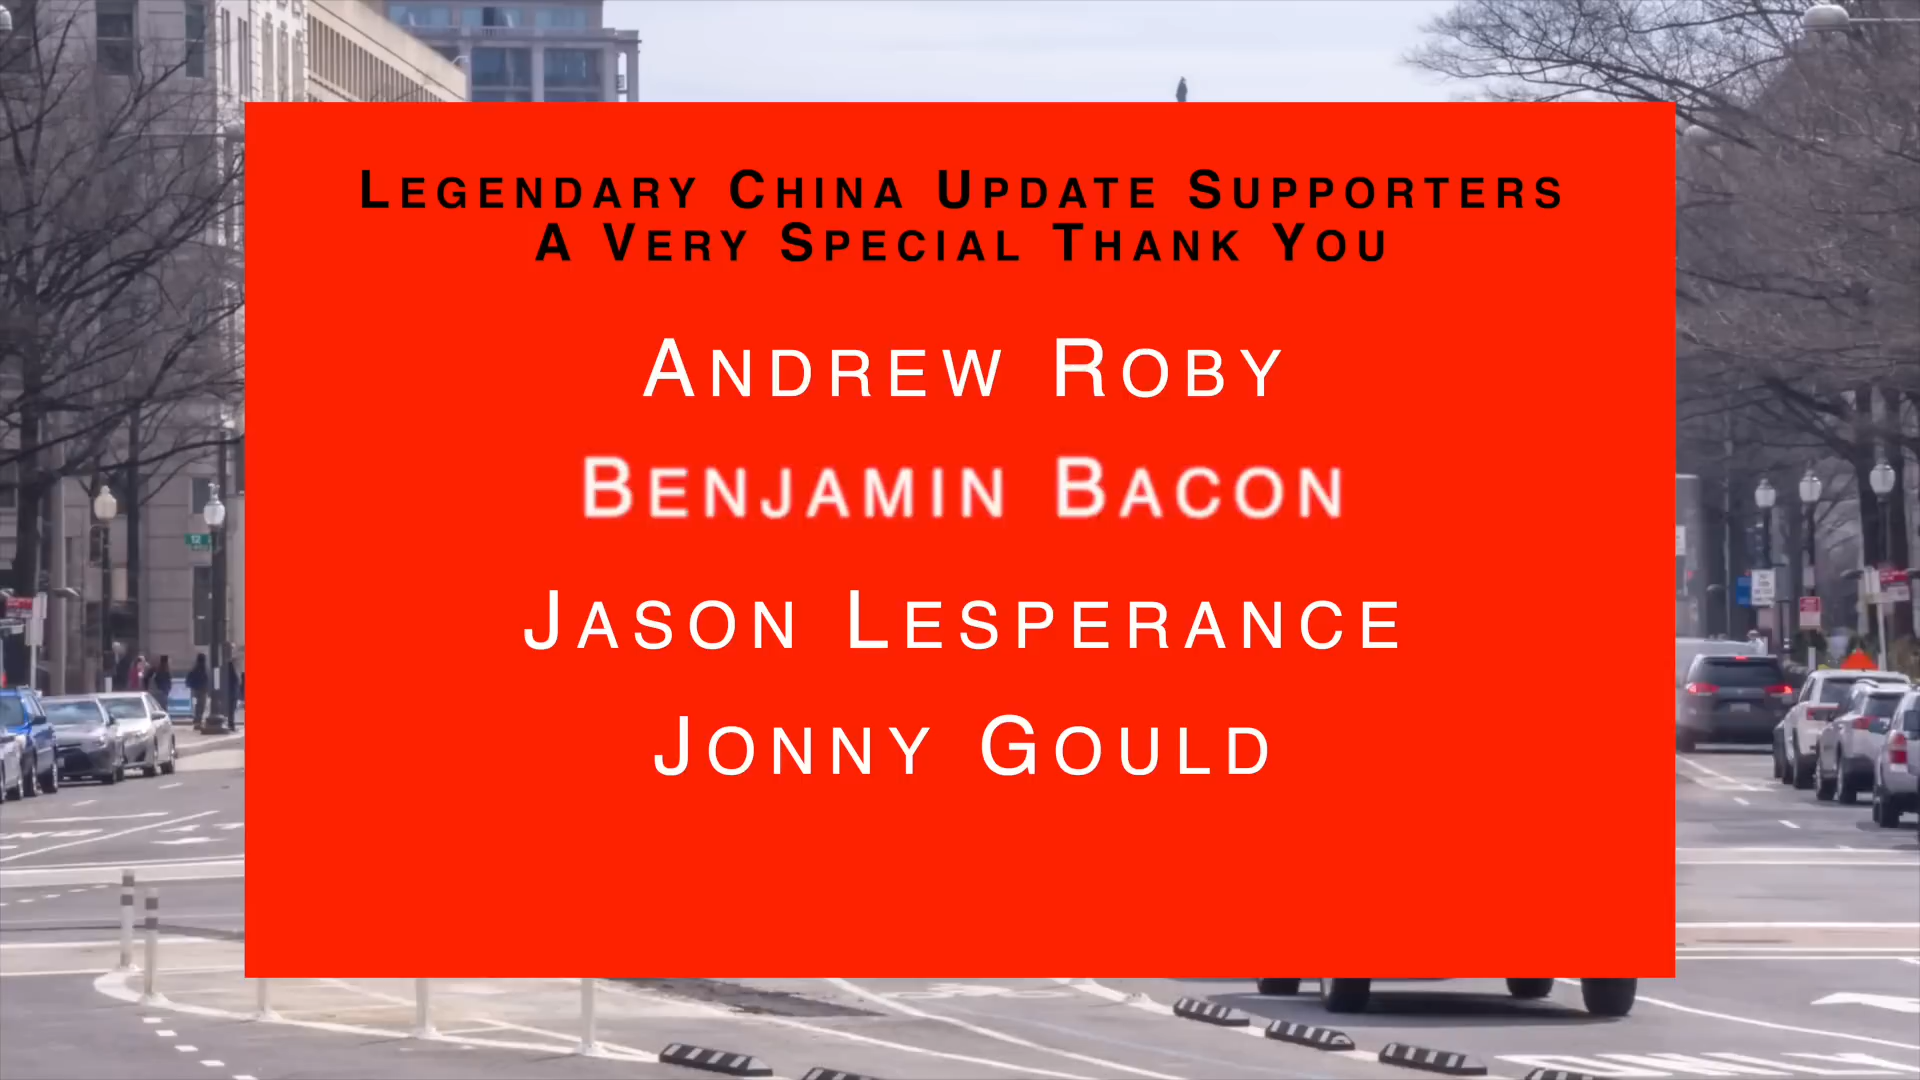 Legendary China Update Supporters
A Very Special Thank You
Andrew Roby
Benjamin Bacon
Jason Lesperance
Jonny Gould